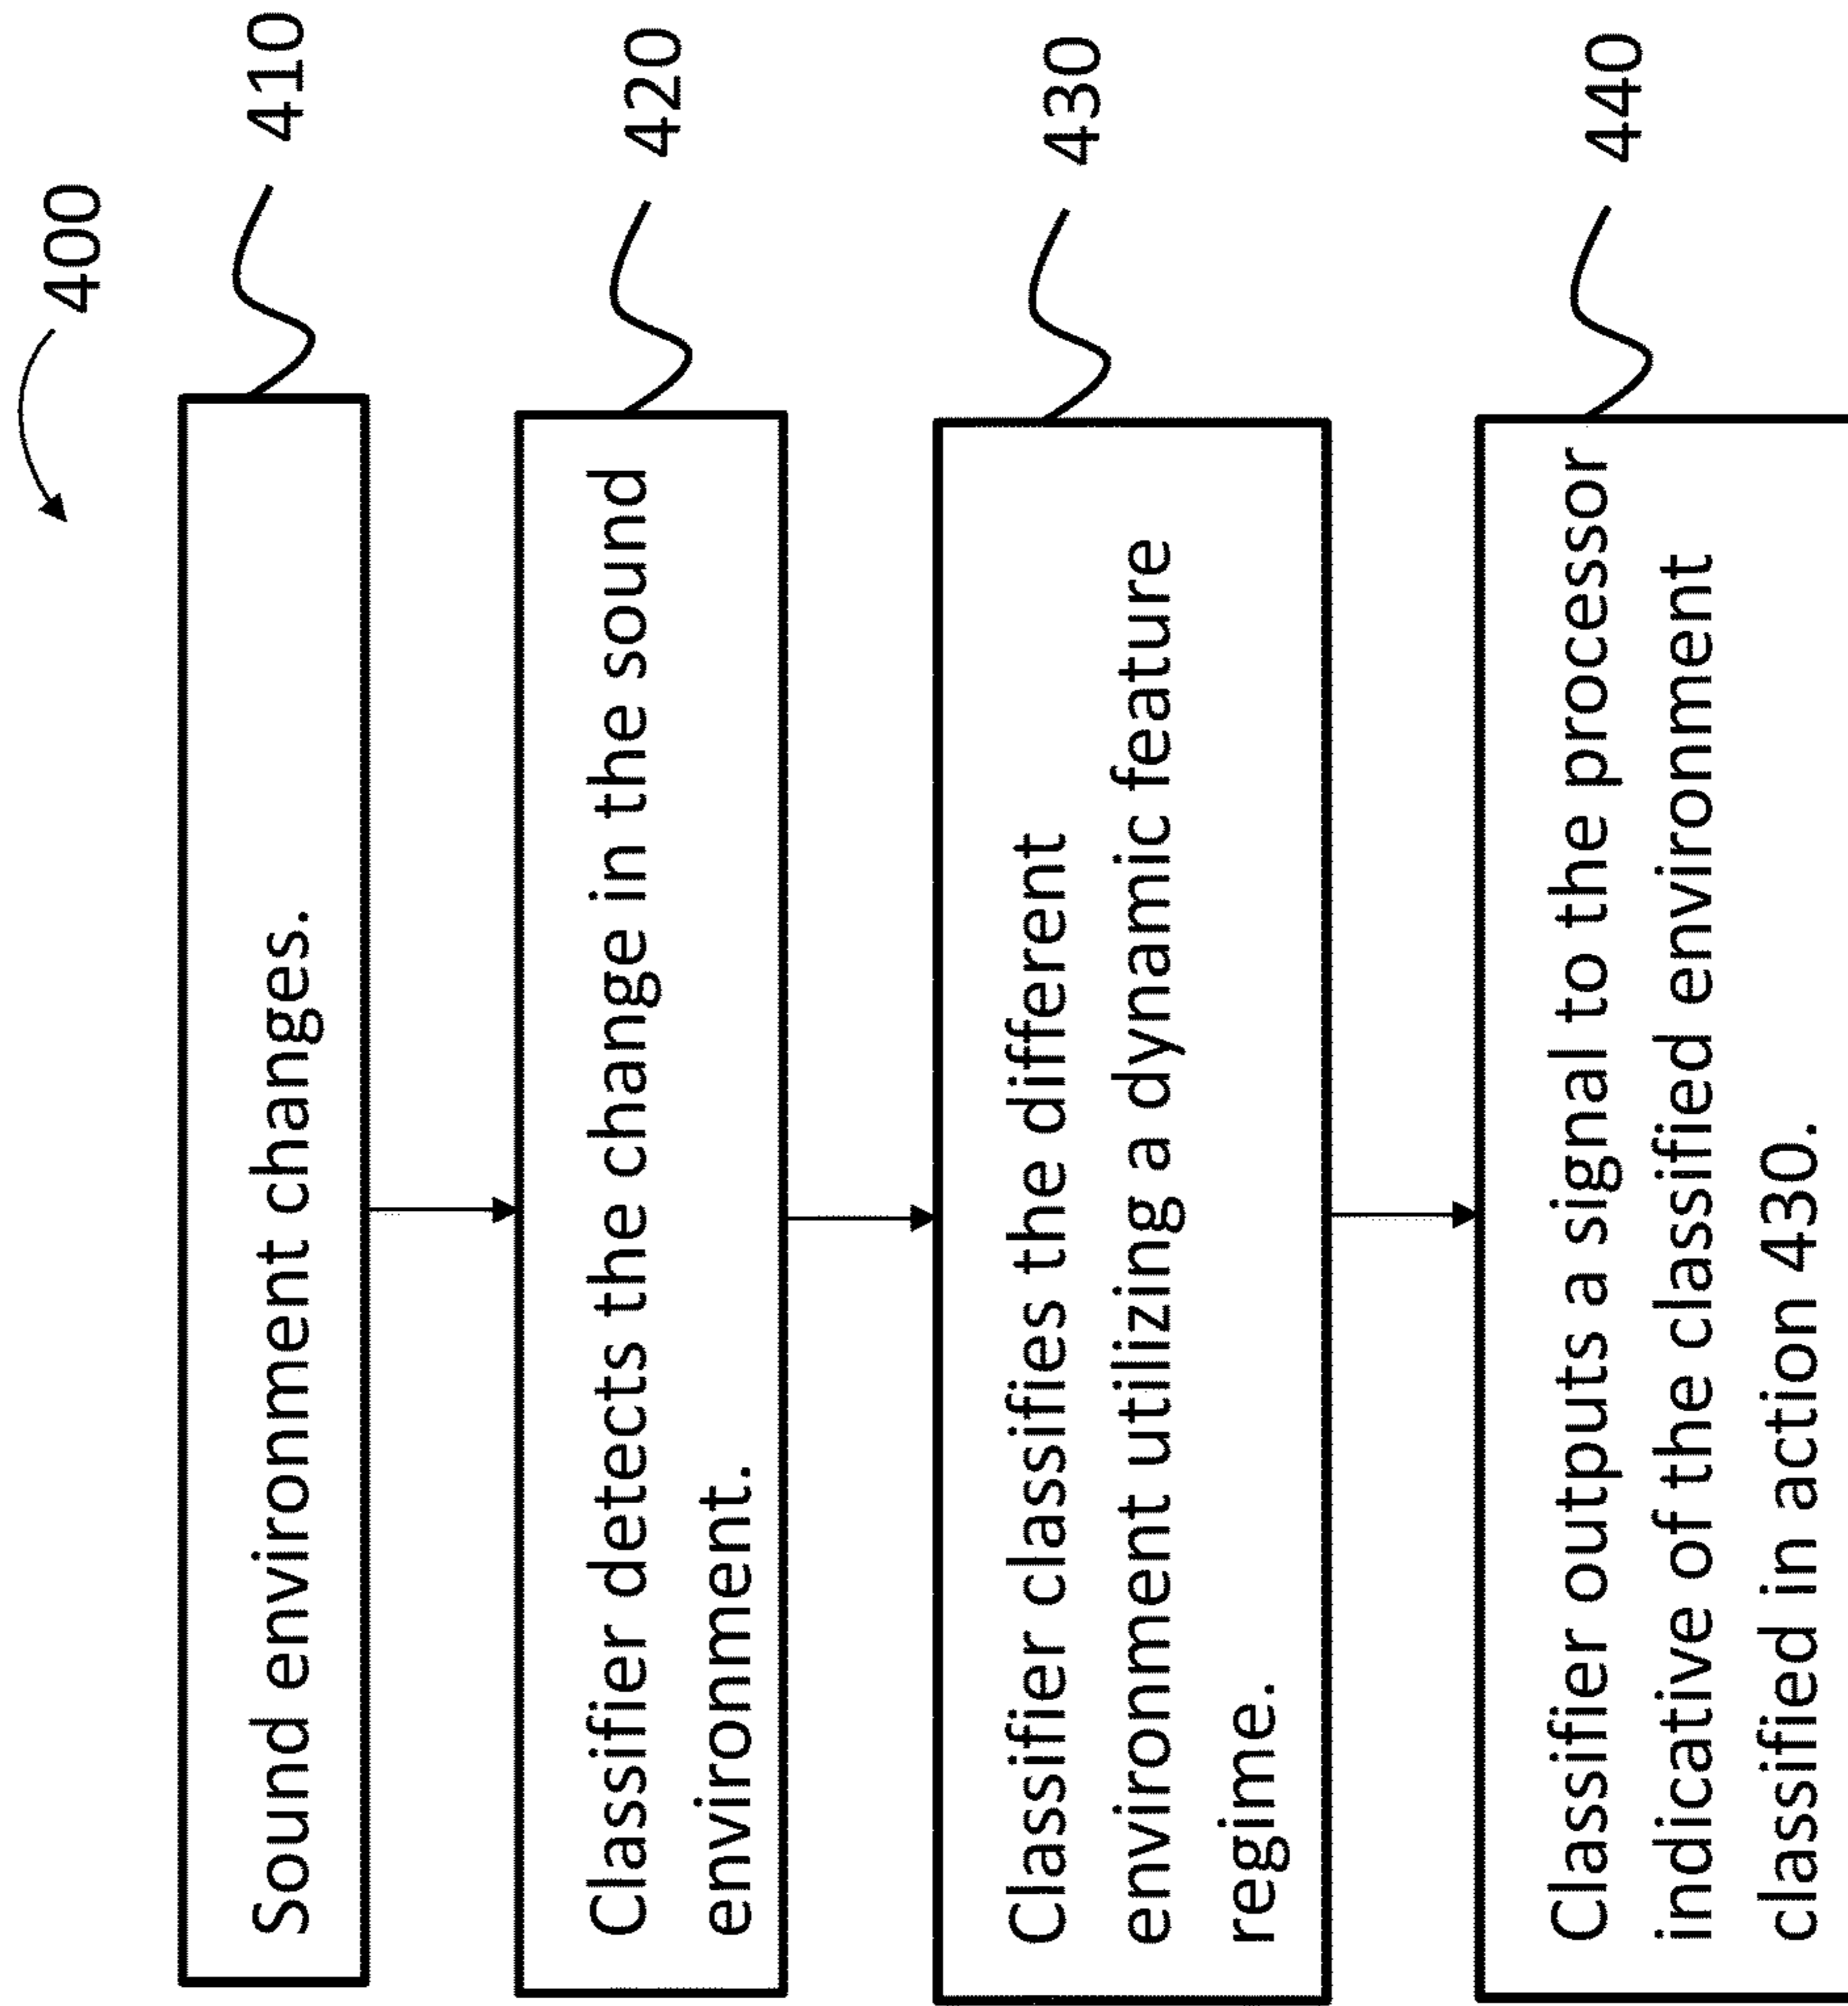 400
Sound environment changes.
410
Classifier detects the change in the sound
environment.
420
Classifier classifies the different
environment utilizing a dynamic feature
regime.
430
Classifier outputs a signal to the processor
indicative of the classified environment
classified in action 430.
440